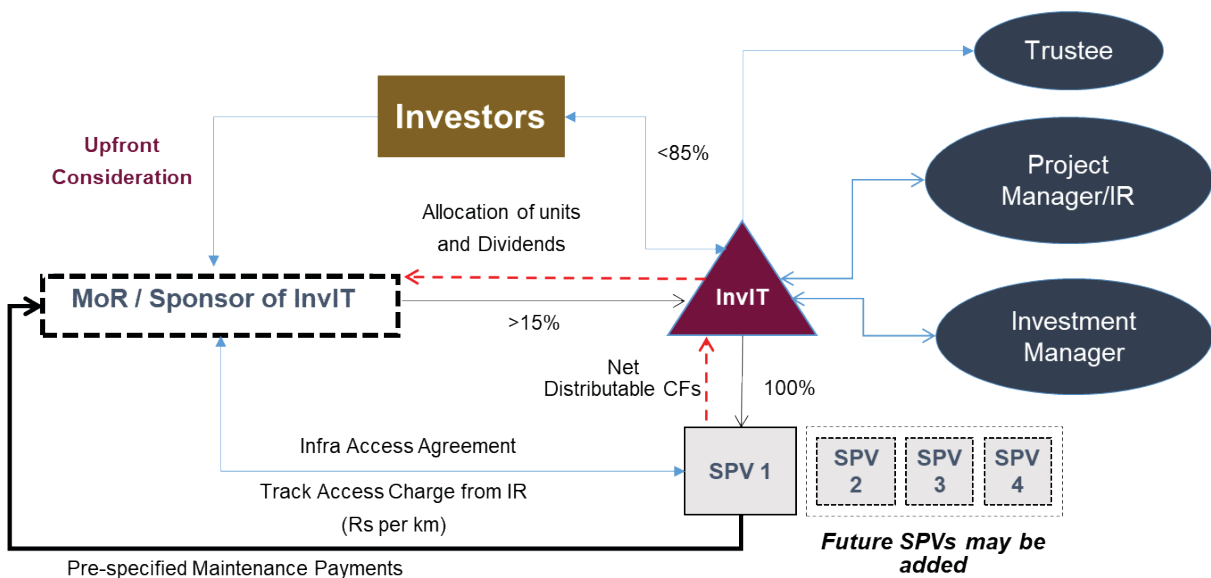 Trustee
Investors
Upfront
Consideration
<85%
Project
Manager/IR
Allocation of units
and Dividends
MoR / Sponsor of InvIT
InvIT
>15%
Investment
Manager
Net
Distributable CFs
100%
Infra Access Agreement
SPV 1
SPV
2
SPV
3
SPV
4
Track Access Charge from IR
(Rs per km)
Future SPVs may be
added
Pre-specified Maintenance Payments